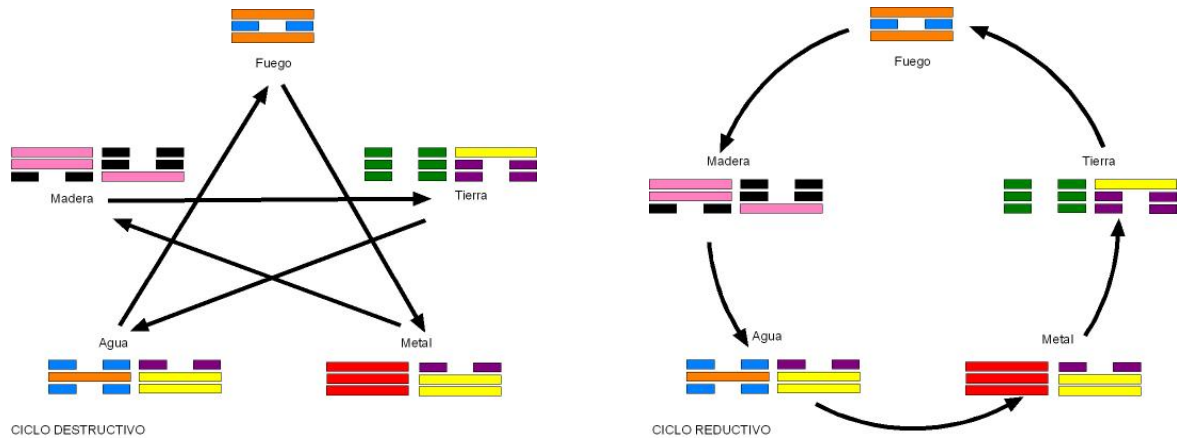 Fuego
Madera
Tierra
Agua
Metal
CICLO DESTRUCTIVO
Fuego
Madera
Tierra
Agua
Metal
CICLO REDUCTIVO